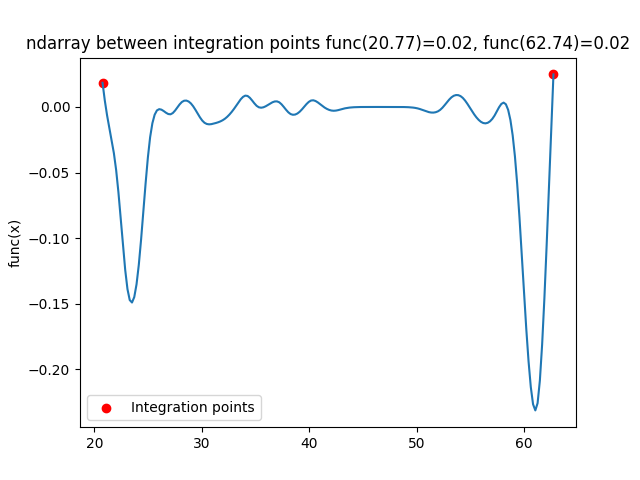 ndarray between integration points func(20.77)=0.02, func(62.74)=0.02
0.00
−0.05
−0.10
−0.15
−0.20
func(x)
Integration points
20 30 40 50 60